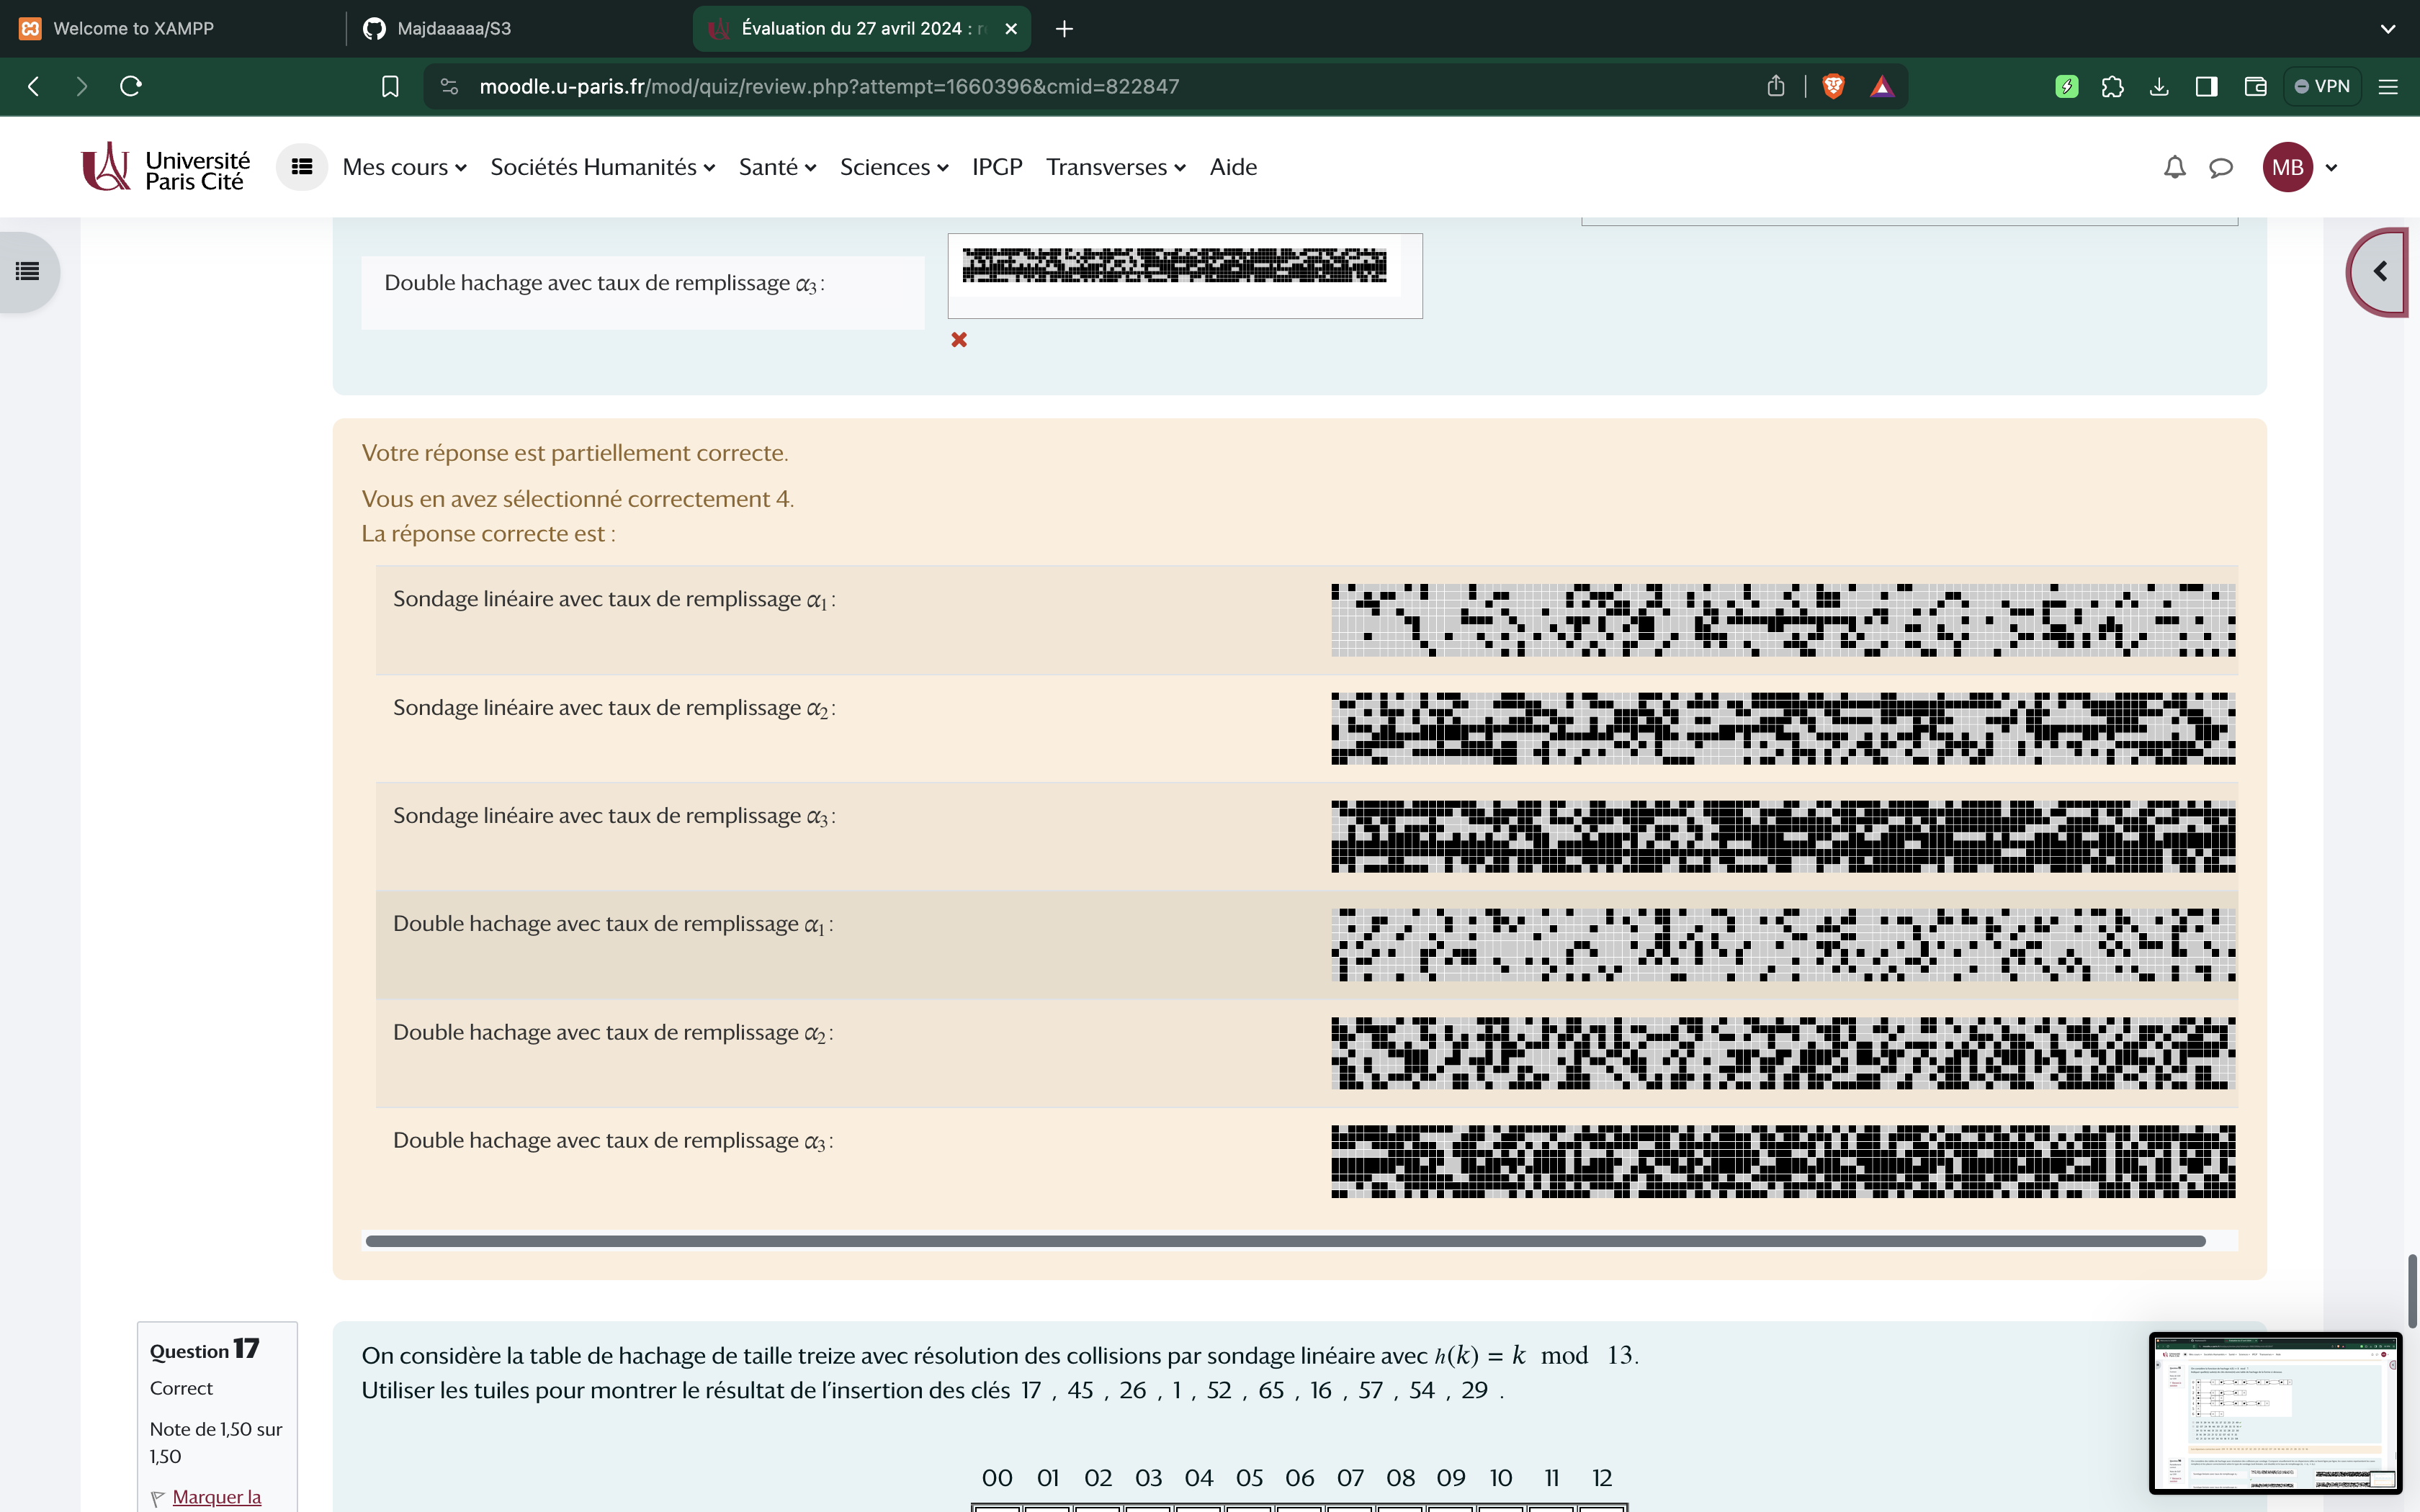 Welcome to XAMPP
Majdaaaaa/S3
Évaluation du 27 avril 2024 : r
moodle.u-paris.fr/mod/quiz/review.php?attempt=1660396&cmid=822847
VPN
Université
Paris Cité
Mes cours
Sociétés Humanités
Santé
Sciences
IPGP
Transverses
Aide
MB
Double hachage avec taux de remplissage α₃ :
Votre réponse est partiellement correcte.
Vous en avez sélectionné correctement 4.
La réponse correcte est :
Sondage linéaire avec taux de remplissage α₁ :
Sondage linéaire avec taux de remplissage α₂ :
Sondage linéaire avec taux de remplissage α₃ :
Double hachage avec taux de remplissage α₁ :
Double hachage avec taux de remplissage α₂ :
Double hachage avec taux de remplissage α₃ :
Question 17
Correct
Note de 1,50 sur
1,50
Marquer la
On considère la table de hachage de taille treize avec résolution des collisions par sondage linéaire avec h(k) = k mod 13.
Utiliser les tuiles pour montrer le résultat de l'insertion des clés 17 , 45 , 26 , 1 , 52 , 65 , 16 , 57 , 54 , 29 .
00 01 02 03 04 05 06 07 08 09 10 11 12